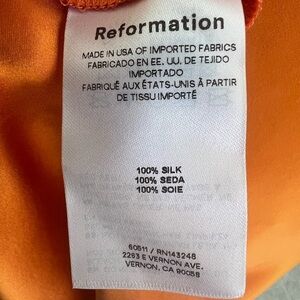 Reformation
MADE IN USA OF IMPORTED FABRICS
FABRICADO EN EE. UU. DE TEJIDO
IMPORTADO
FABRIQUÉ AUX ÉTATS-UNIS À PARTIR
DE TISSU IMPORTÉ
100% SILK
100% SEDA
100% SOIE
60511 / RN143248
2263 E VERNON AVE.
VERNON, CA 90058